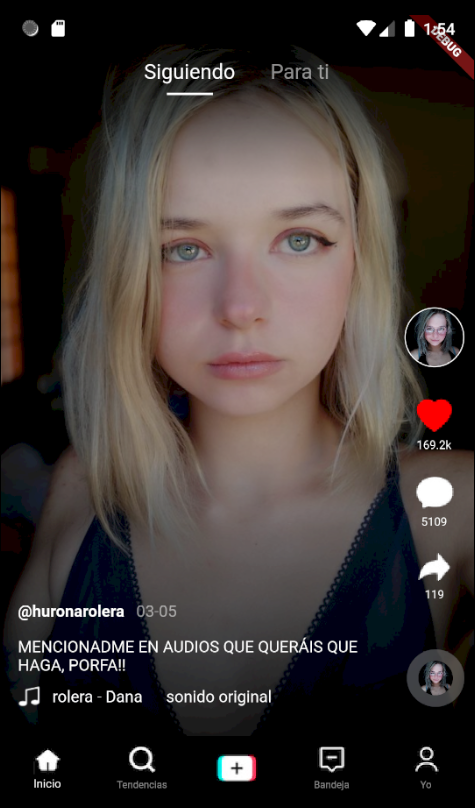 1:54
DEBUG
Siguiendo Para ti
169.2k
5109
119
@huronarolera 03-05
MENCIONADME EN AUDIOS QUE QUERÁIS QUE
HAGA, PORFA!!
rolera - Dana sonido original
Inicio Tendencias Bandeja Yo